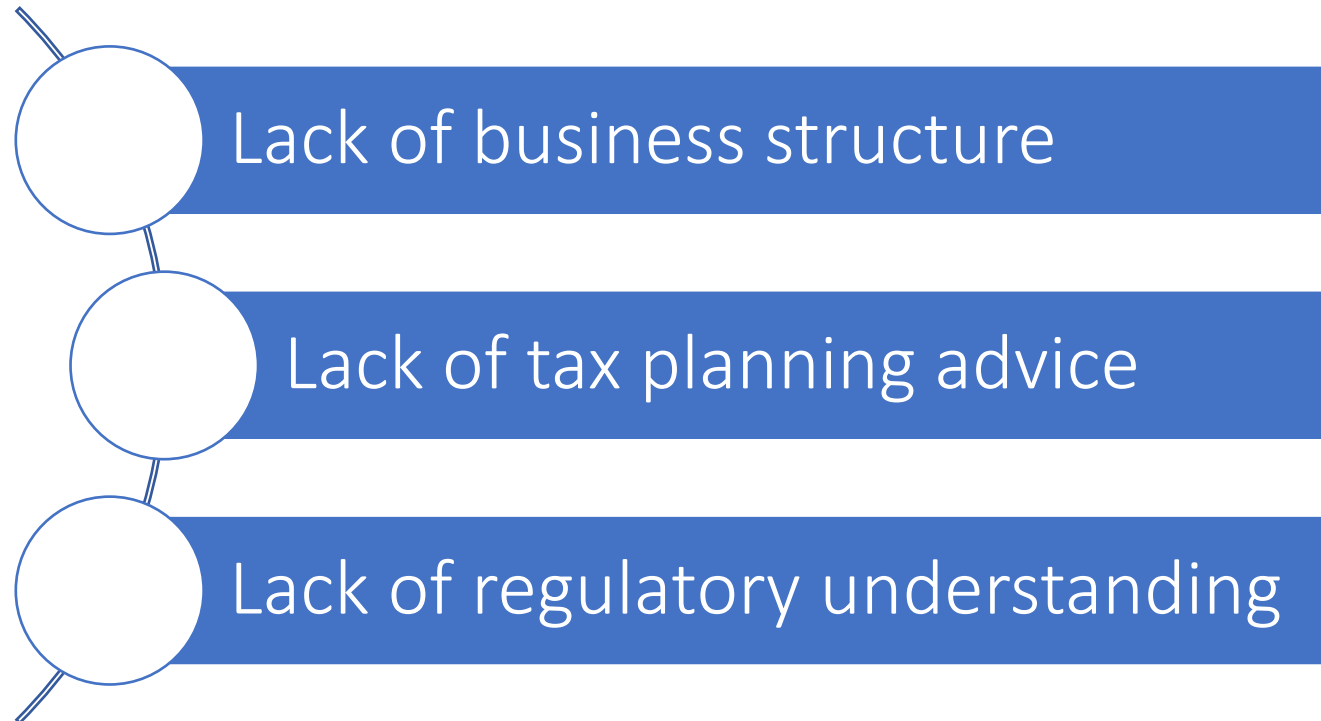 Lack of business structure
Lack of tax planning advice
Lack of regulatory understanding